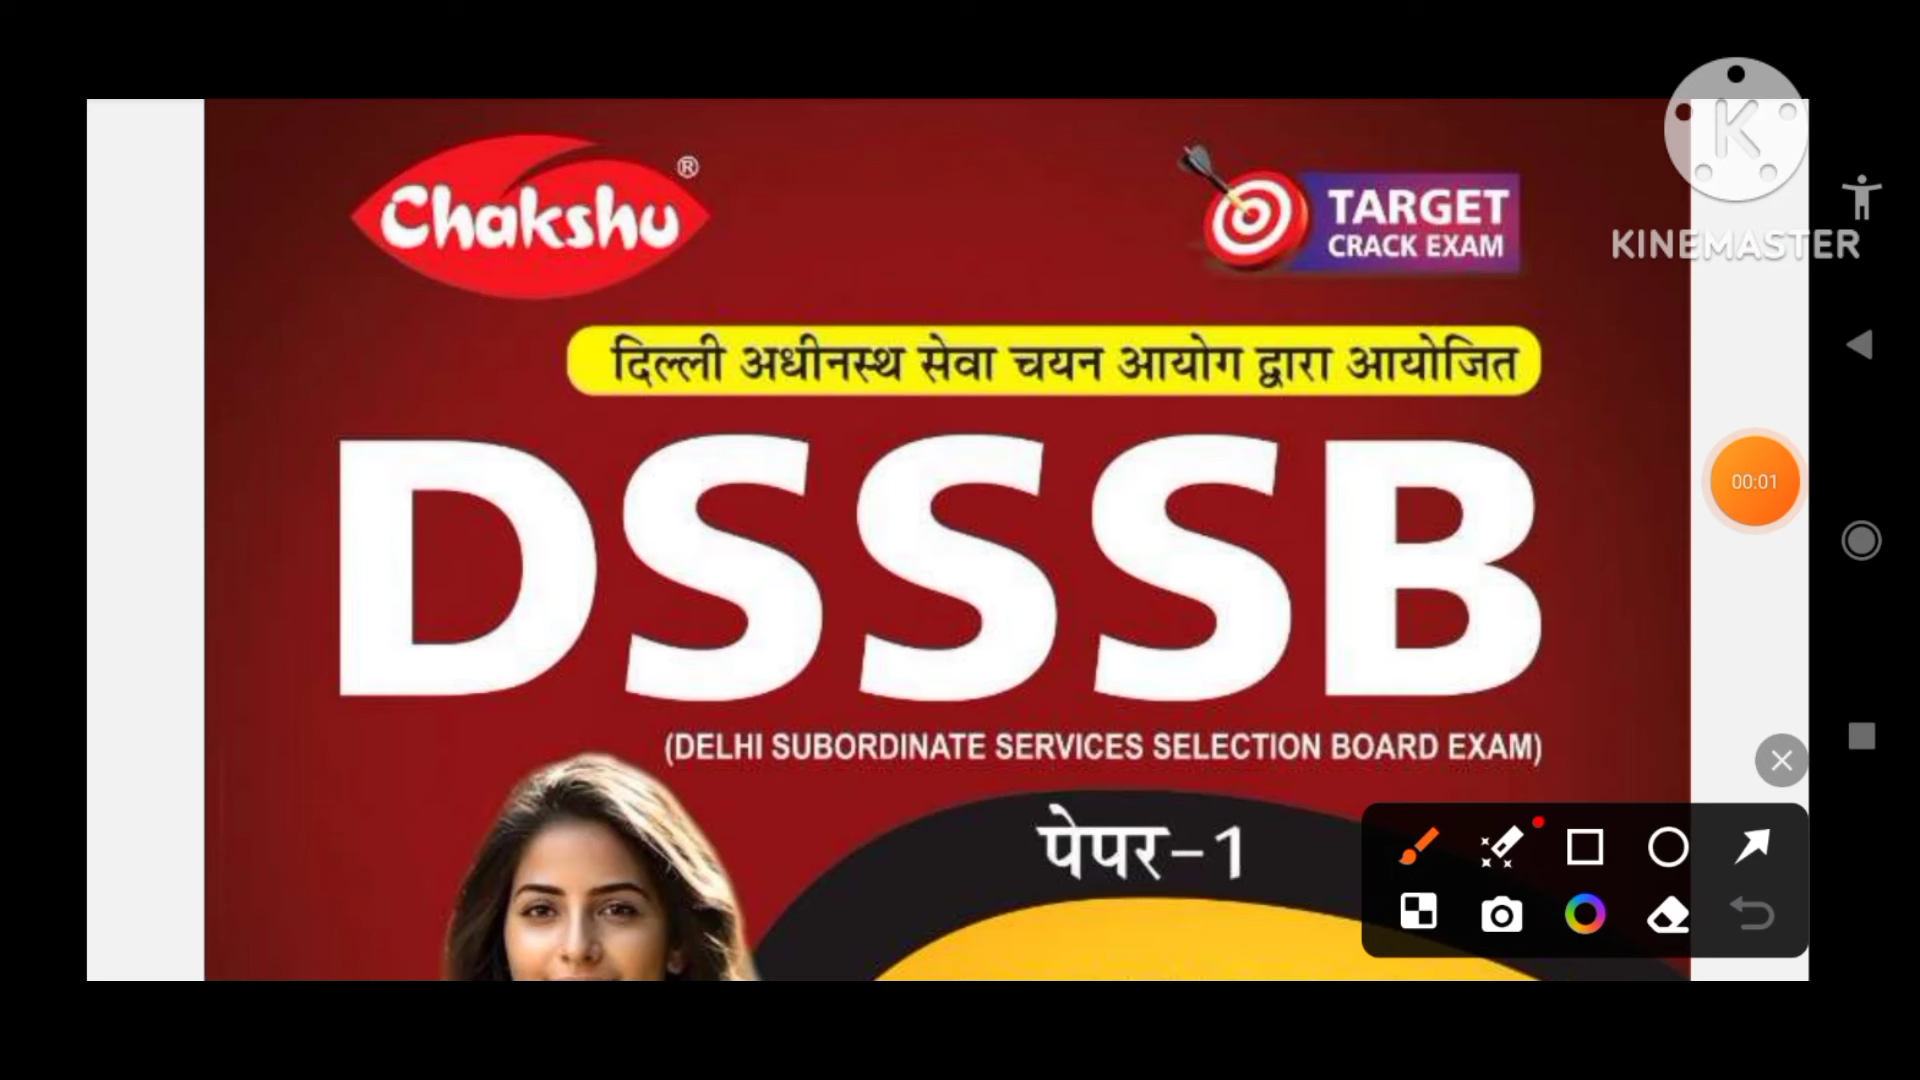 Chakshu®
TARGET
CRACK EXAM
K
KINEMASTER
दिल्ली अधीनस्थ सेवा चयन आयोग द्वारा आयोजित
DSSSB
00:01
(DELHI SUBORDINATE SERVICES SELECTION BOARD EXAM)
पेपर-1